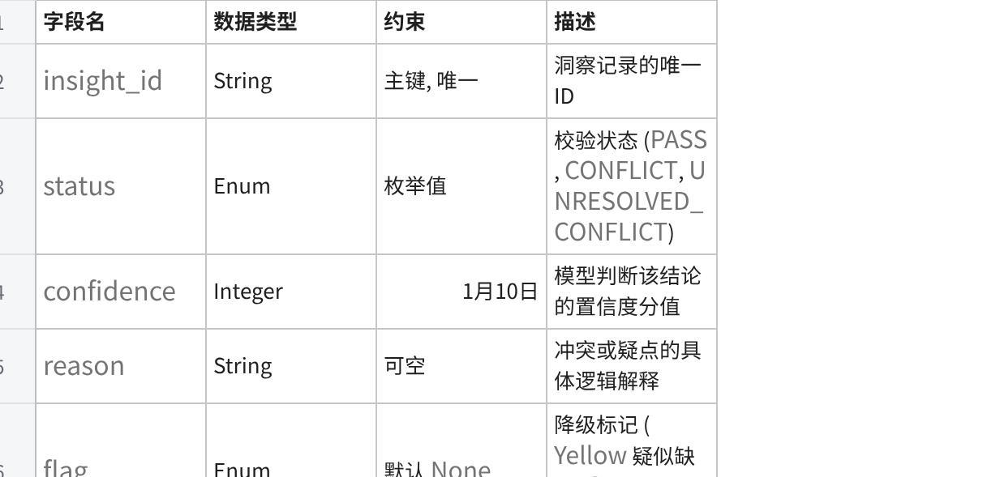 字段名 数据类型 约束 描述
insight_id String 主键, 唯一 洞察记录的唯一
ID
status Enum 枚举值 校验状态 (PASS
, CONFLICT, U
NRESOLVED_
CONFLICT)
confidence Integer 1月10日 模型判断该结论
的置信度分值
reason String 可空 冲突或疑点的具
体逻辑解释
flag Enum 默认 None 降级标记 (
Yellow 疑似缺